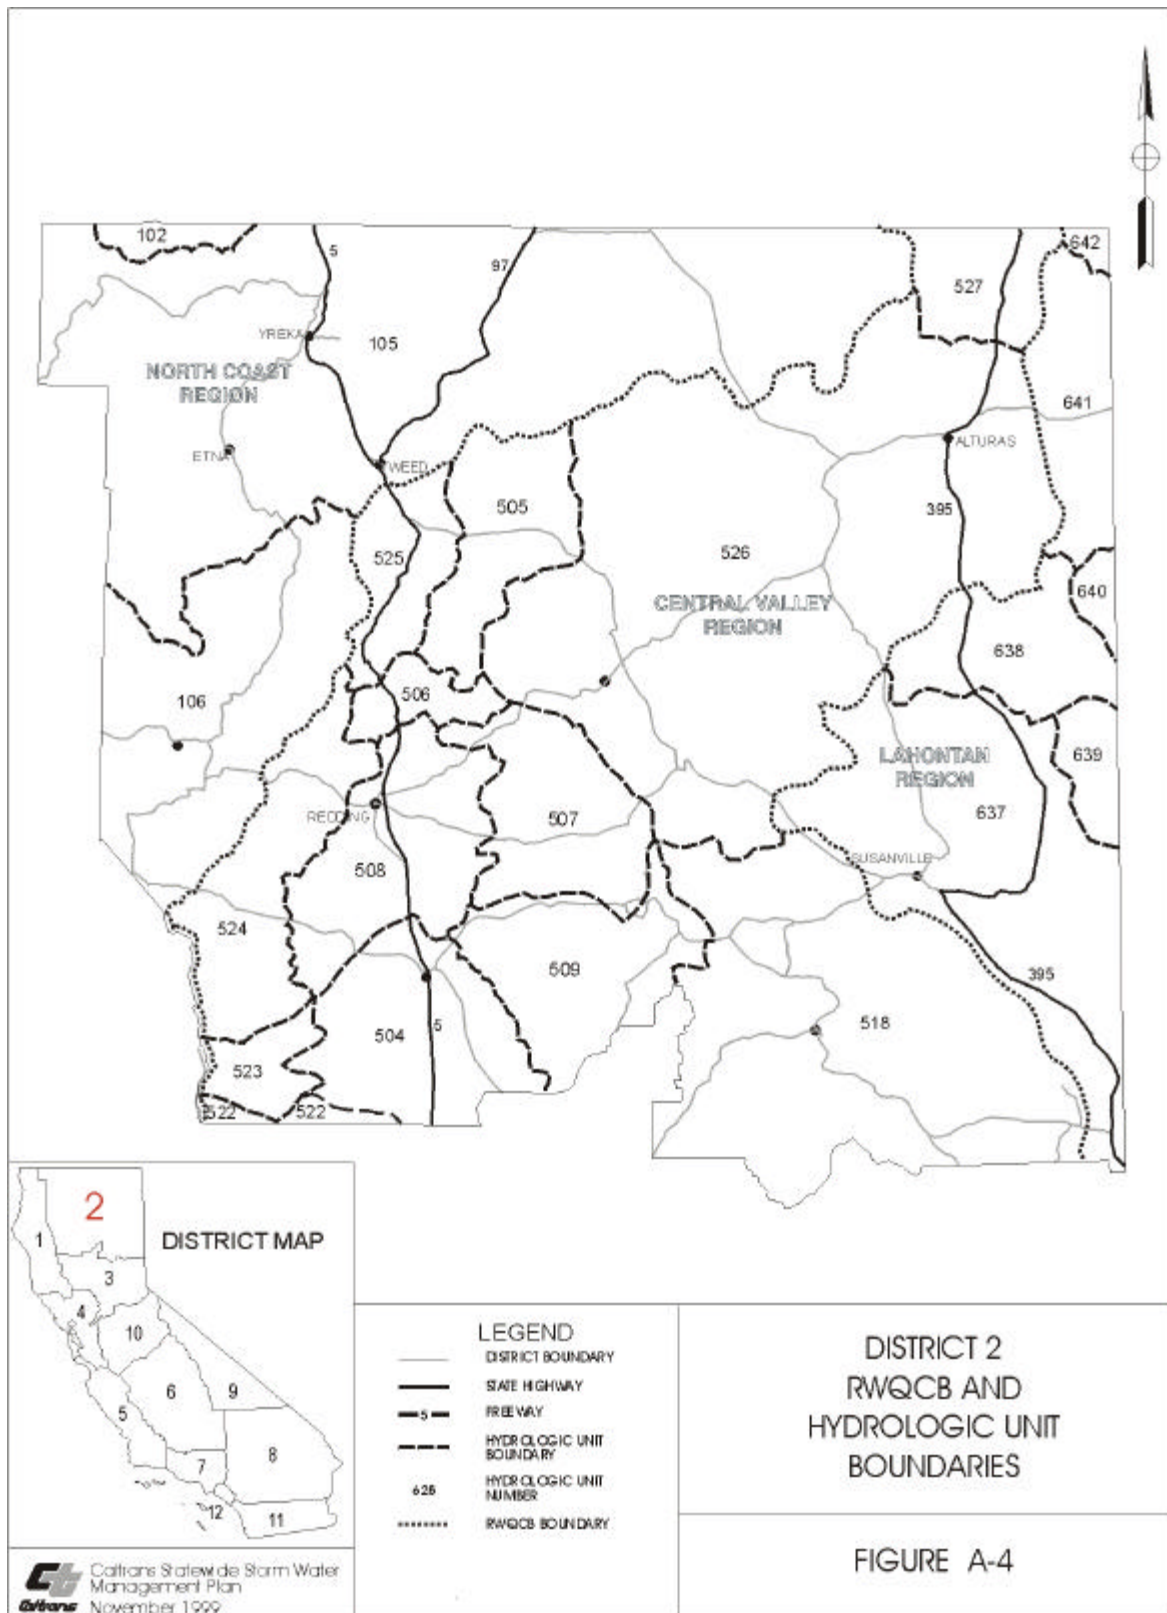 102
5
97
642
527
YREKA
105
NORTH COAST
REGION
641
ETNA
WEED
ALTURAS
505
395
525
526
640
CENTRAL VALLEY
REGION
638
506
106
639
LAHONTAN
REGION
REDDING
507
637
SUSANVILLE
508
524
509
395
504
5
518
523
522
522
2
1
DISTRICT MAP
3
4
10
6
9
5
8
7
12
11
LEGEND
DISTRICT BOUNDARY
STATE HIGHWAY
5
FREEWAY
HYDROLOGIC UNIT
BOUNDARY
625
HYDROLOGIC UNIT
NUMBER
RWQCB BOUNDARY
DISTRICT 2
RWQCB AND
HYDROLOGIC UNIT
BOUNDARIES
FIGURE A-4
Caltrans Statewide Storm Water
Management Plan
November 1999
Caltrans